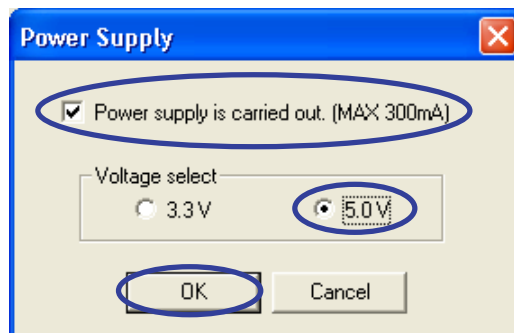 Power Supply
Power supply is carried out. (MAX 300mA)
Voltage select
3.3 V
5.0 V
OK
Cancel